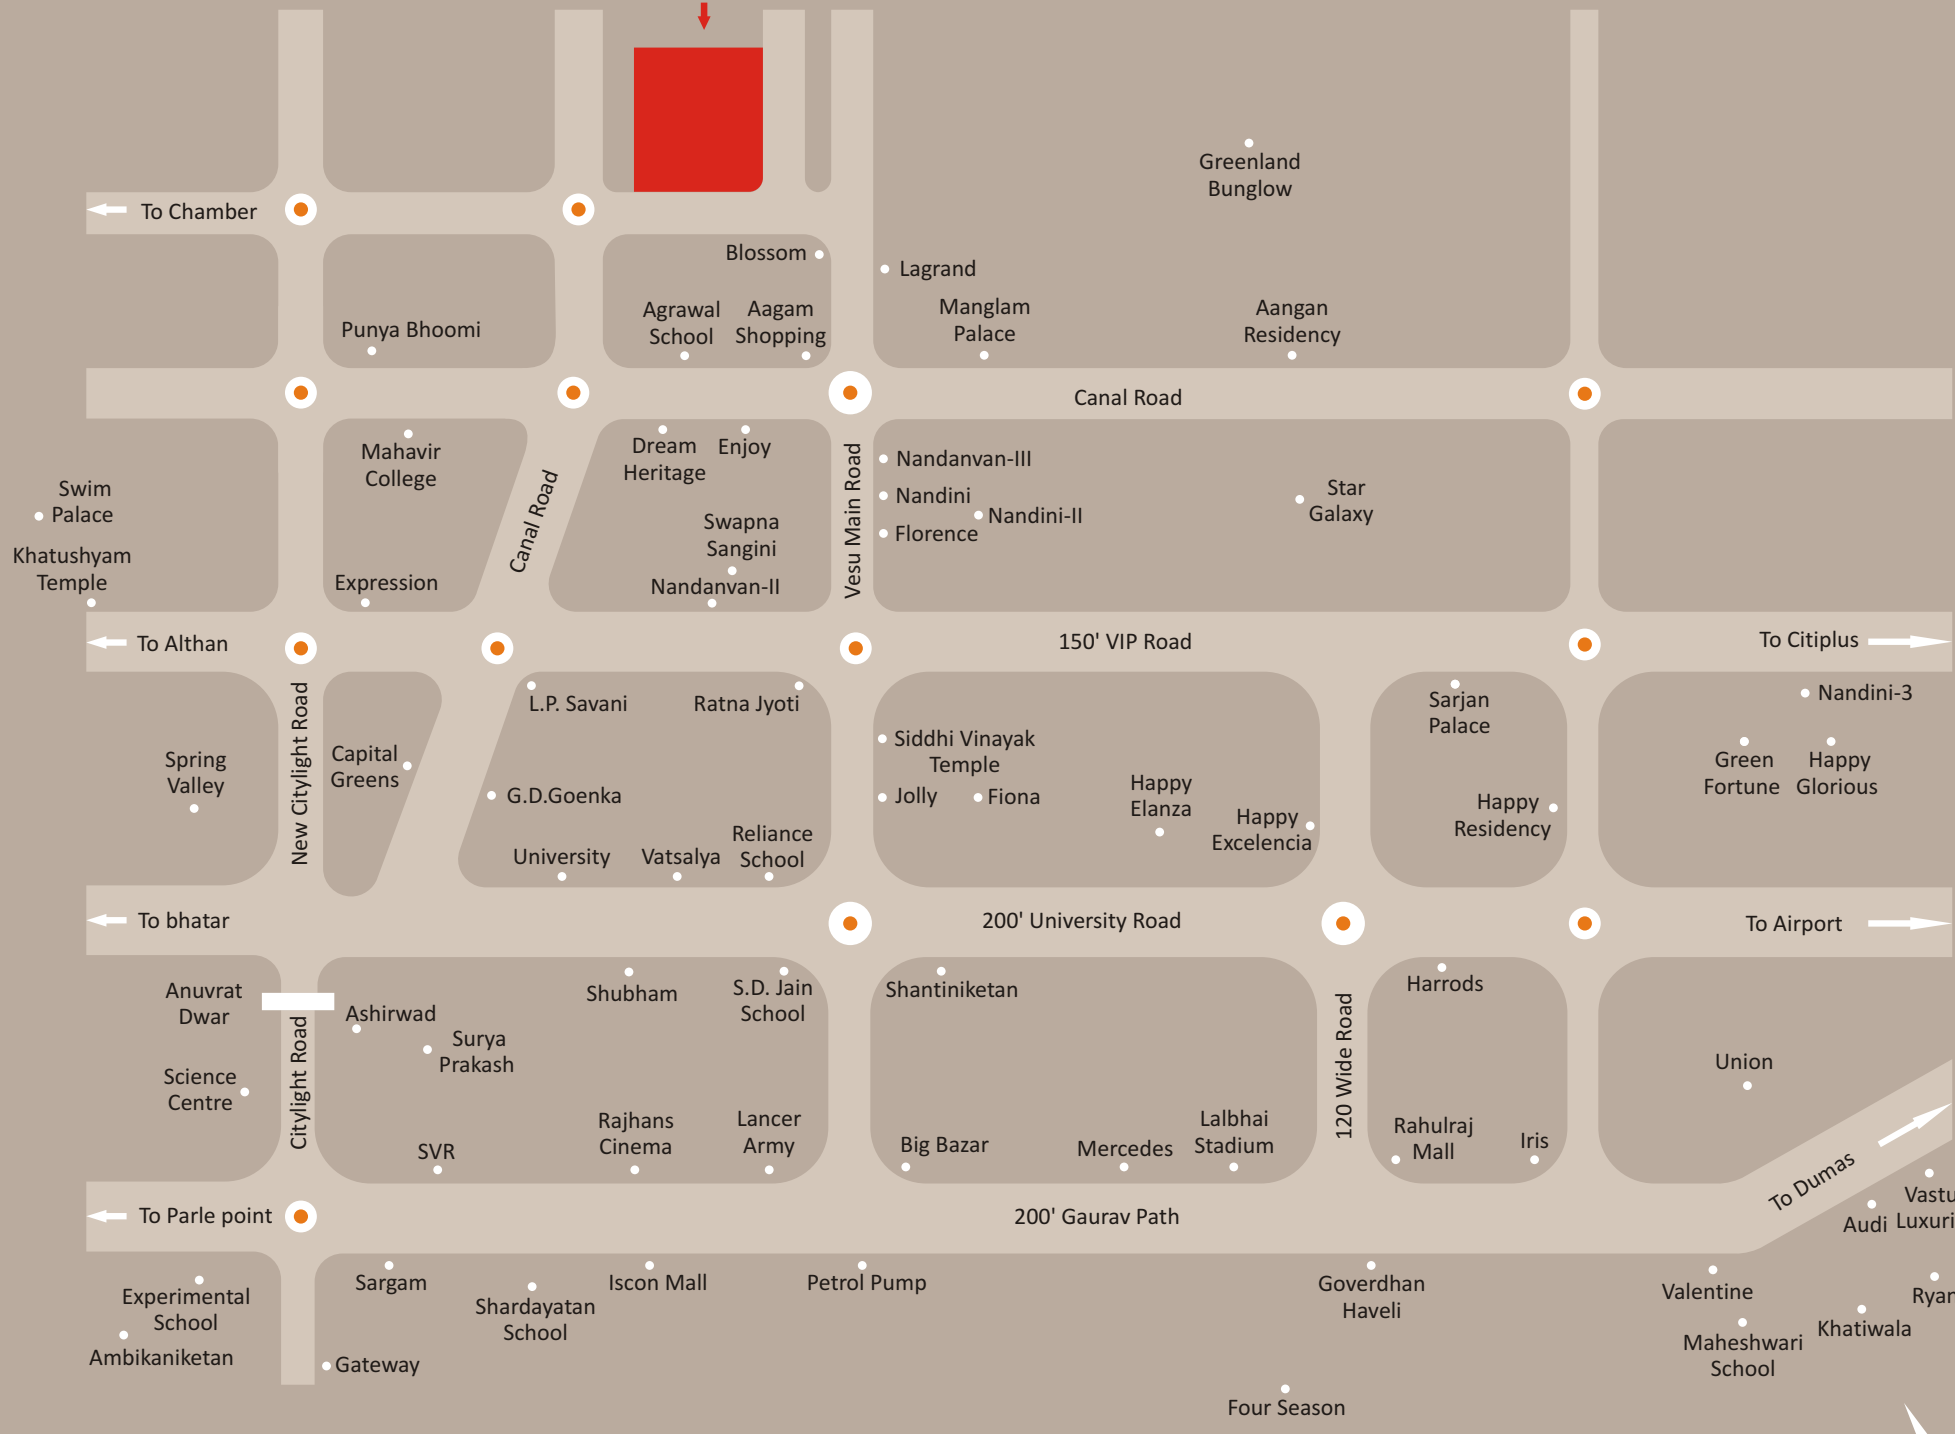 Greenland
Bunglow
To Chamber
Blossom
Lagrand
Punya Bhoomi
Agrawal
School
Aagam
Shopping
Manglam
Palace
Aangan
Residency
Canal Road
Mahavir
College
Dream
Heritage
Enjoy
Canal Road
Vesu Main Road
Nandanvan-III
Nandini
Nandini-II
Florence
Star
Galaxy
Swim
Palace
Khatushyam
Temple
Expression
Swapna
Sangini
Nandanvan-II
To Althan
150' VIP Road
To Citiplus
New Citylight Road
L.P. Savani
Ratna Jyoti
Sarjan
Palace
Nandini-3
Spring
Valley
Capital
Greens
G.D.Goenka
Siddhi Vinayak
Temple
Jolly
Fiona
Happy
Elanza
Happy
Excelencia
Happy
Residency
Green
Fortune
Happy
Glorious
University
Vatsalya
Reliance
School
To bhatar
200' University Road
To Airport
Anuvrat
Dwar
Ashirwad
Surya
Prakash
Shubham
S.D. Jain
School
Shantiniketan
Harrods
Science
Centre
Citylight Road
120 Wide Road
Union
SVR
Rajhans
Cinema
Lancer
Army
Big Bazar
Mercedes
Lalbhai
Stadium
Rahulraj
Mall
Iris
To Parle point
200' Gaurav Path
To Dumas
Audi
Vastu
Luxuri
Experimental
School
Ambikaniketan
Sargam
Shardayatan
School
Iscon Mall
Petrol Pump
Goverdhan
Haveli
Valentine
Ryan
Khatiwala
Maheshwari
School
Gateway
Four Season